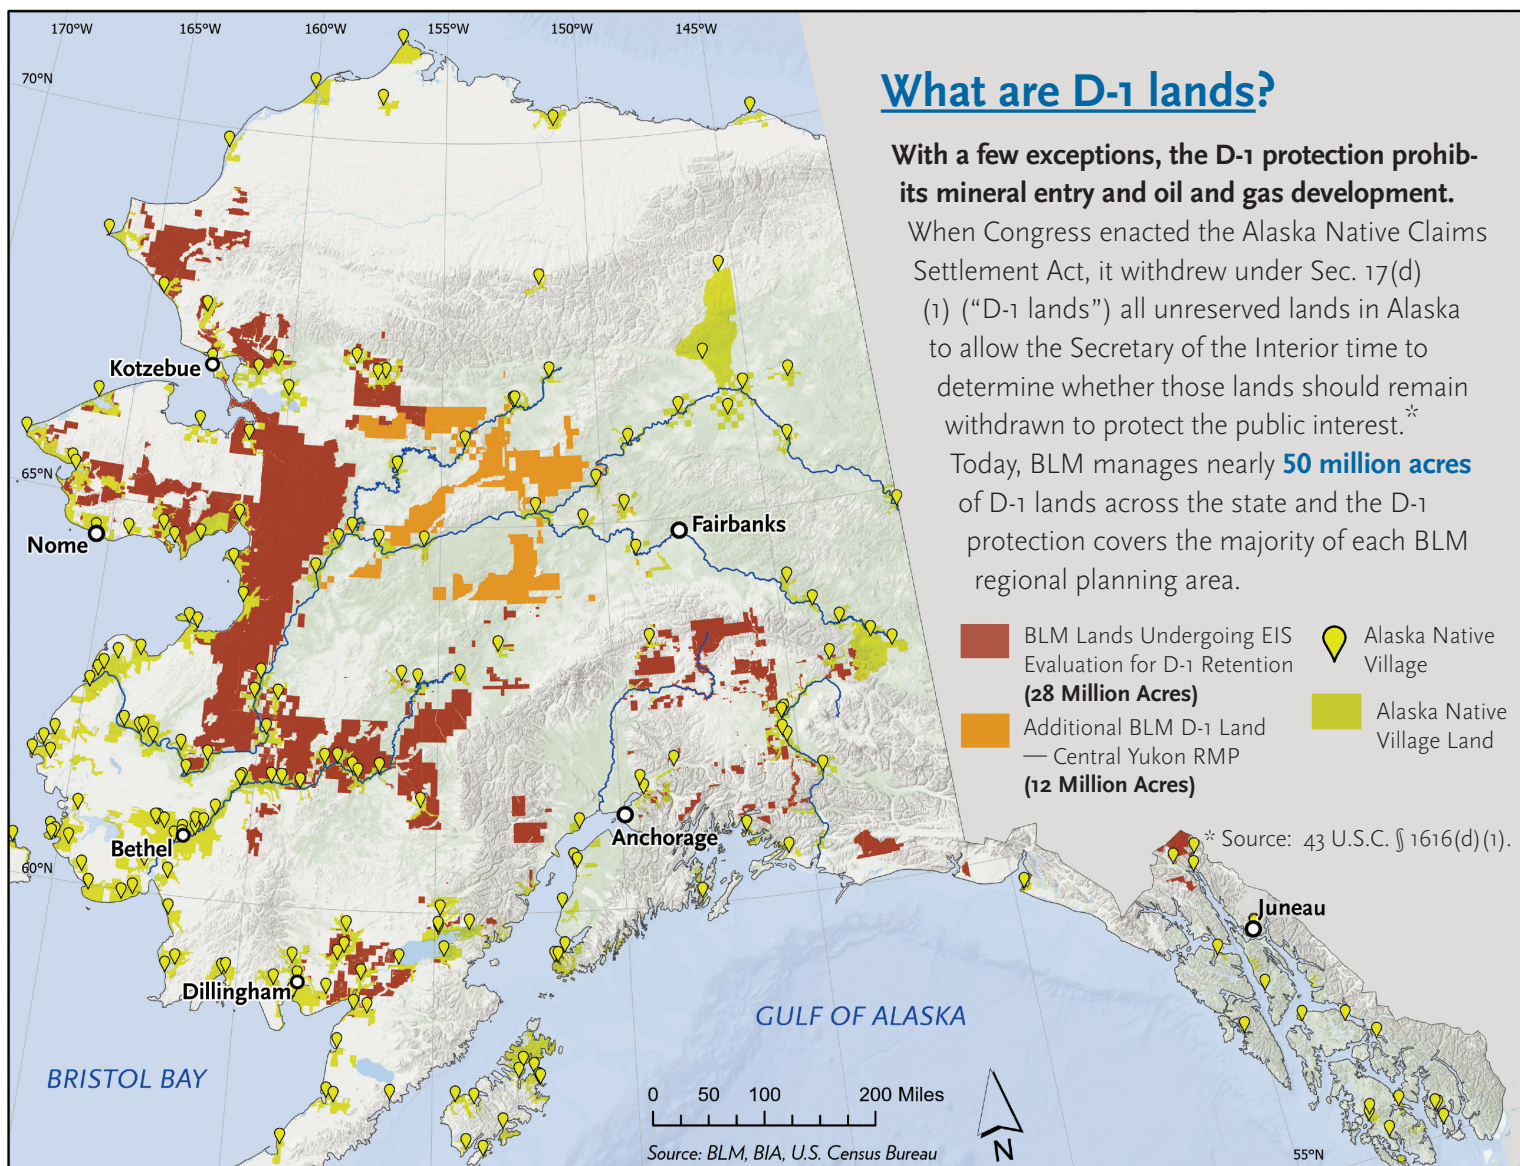 170°W
165°W
160°W
155°W
150°W
145°W
70°N
65°N
60°N
55°N
What are D-1 lands?
With a few exceptions, the D-1 protection prohib-
its mineral entry and oil and gas development.
When Congress enacted the Alaska Native Claims
Settlement Act, it withdrew under Sec. 17(d)
(1) (“D-1 lands”) all unreserved lands in Alaska
to allow the Secretary of the Interior time to
determine whether those lands should remain
withdrawn to protect the public interest.*
Today, BLM manages nearly 50 million acres
of D-1 lands across the state and the D-1
protection covers the majority of each BLM
regional planning area.
BLM Lands Undergoing EIS
Evaluation for D-1 Retention
(28 Million Acres)
Additional BLM D-1 Land
— Central Yukon RMP
(12 Million Acres)
Alaska Native
Village
Alaska Native
Village Land
* Source: 43 U.S.C. § 1616(d)(1).
Kotzebue
Nome
Fairbanks
Bethel
Anchorage
Dillingham
Juneau
GULF OF ALASKA
BRISTOL BAY
0 50 100 200 Miles
Source: BLM, BIA, U.S. Census Bureau
N